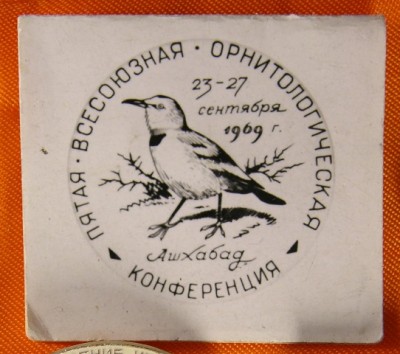 ПЯТАЯ · ВСЕСОЮЗНАЯ · ОРНИТОЛОГИЧЕСКАЯ
КОНФЕРЕНЦИЯ
23-27
сентября
1969 г.
Ашхабад